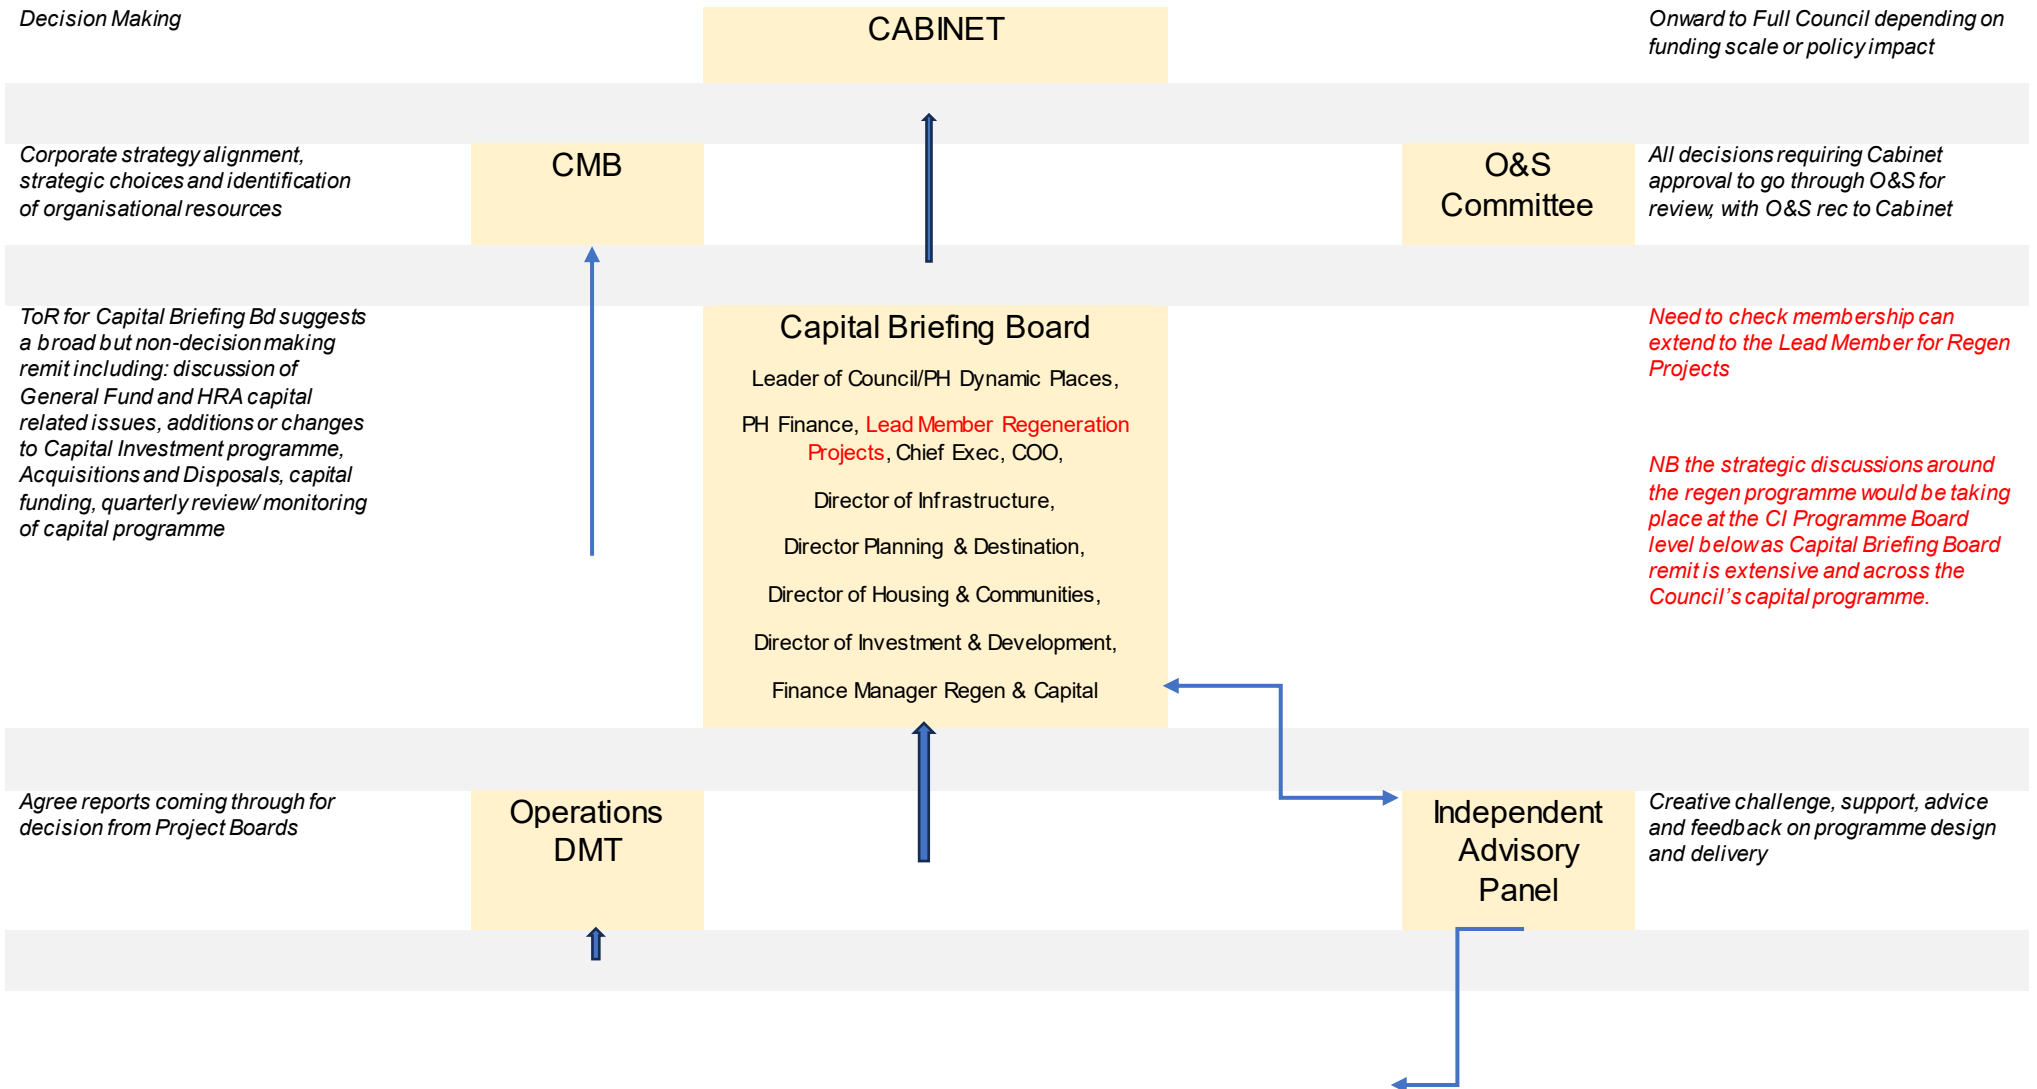 Decision Making
CABINET
Onward to Full Council depending on
funding scale or policy impact
Corporate strategy alignment,
strategic choices and identification
of organisational resources
CMB
O&S
Committee
All decisions requiring Cabinet
approval to go through O&S for
review, with O&S rec to Cabinet
ToR for Capital Briefing Bd suggests
a broad but non-decision making
remit including: discussion of
General Fund and HRA capital
related issues, additions or changes
to Capital Investment programme,
Acquisitions and Disposals, capital
funding, quarterly review/ monitoring
of capital programme
Capital Briefing Board
Leader of Council/PH Dynamic Places,
PH Finance, Lead Member Regeneration
Projects, Chief Exec, COO,
Director of Infrastructure,
Director Planning & Destination,
Director of Housing & Communities,
Director of Investment & Development,
Finance Manager Regen & Capital
Need to check membership can
extend to the Lead Member for Regen
Projects
NB the strategic discussions around
the regen programme would be taking
place at the CI Programme Board
level below as Capital Briefing Board
remit is extensive and across the
Council's capital programme.
Agree reports coming through for
decision from Project Boards
Operations
DMT
Independent
Advisory
Panel
Creative challenge, support, advice
and feedback on programme design
and delivery